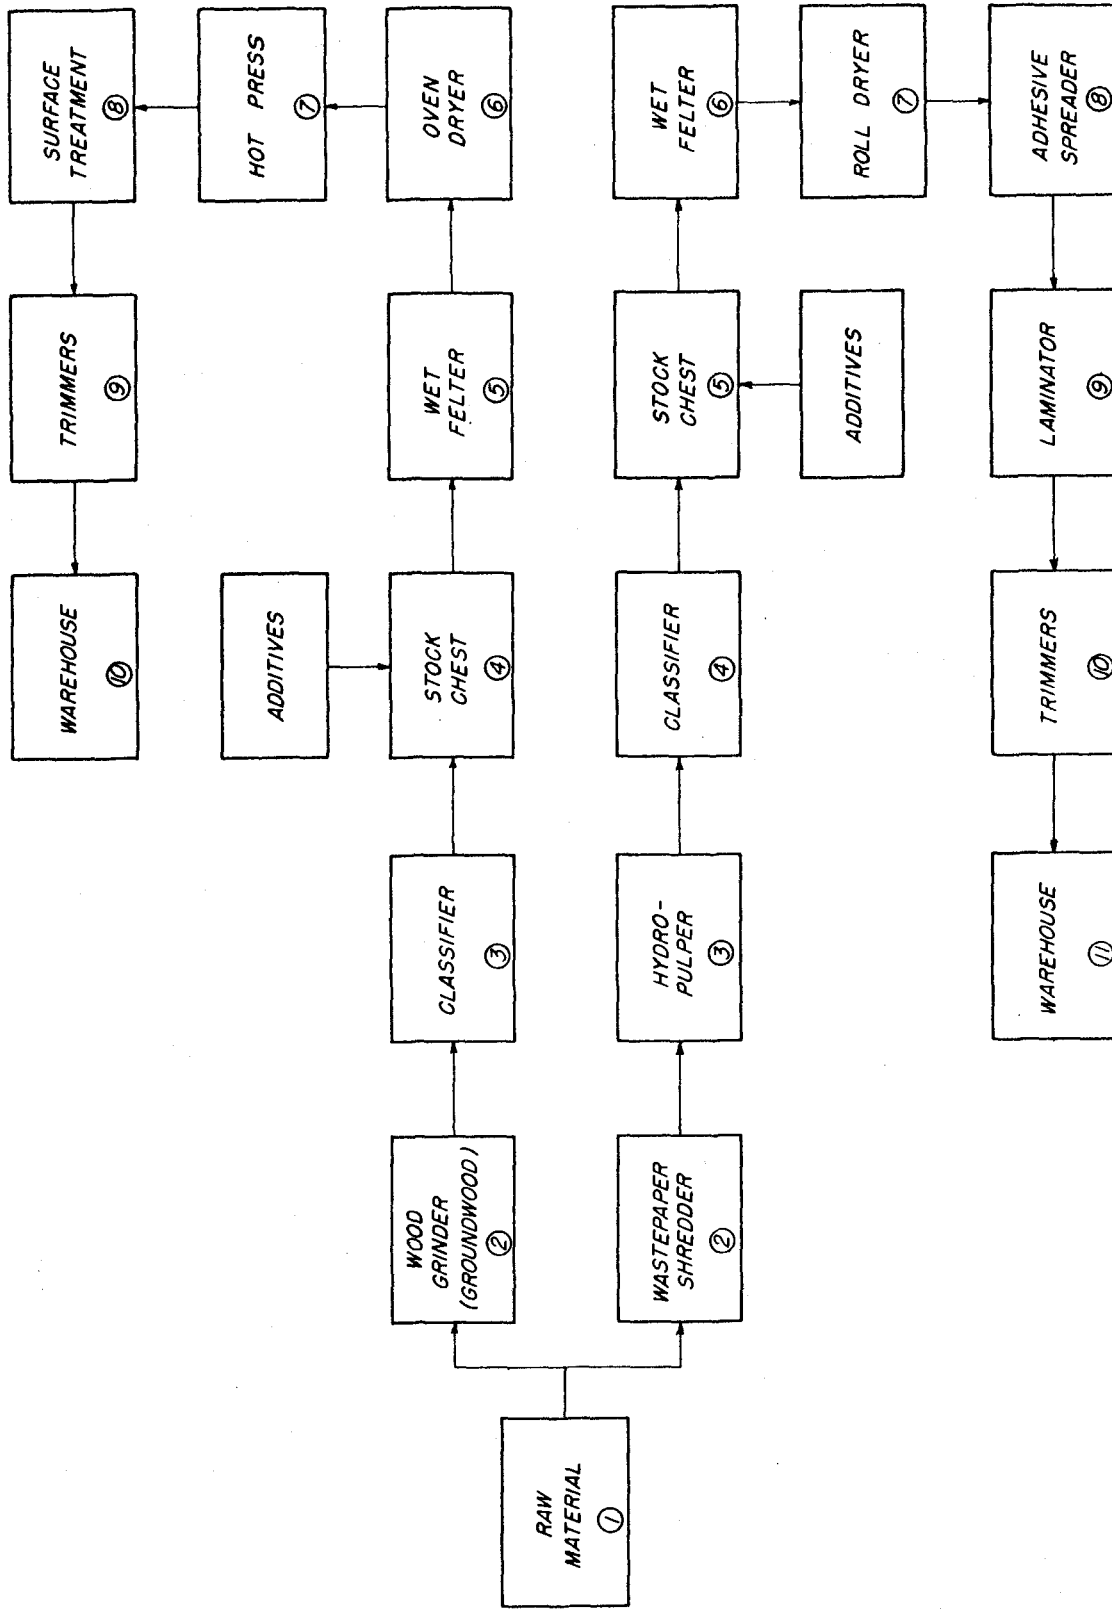 RAW
MATERIAL
①
WOOD
GRINDER
(GROUNDWOOD)
②
CLASSIFIER
③
ADDITIVES
STOCK
CHEST
④
WET
FELTER
⑤
OVEN
DRYER
⑥
HOT PRESS
⑦
SURFACE
TREATMENT
⑧
TRIMMERS
⑨
WAREHOUSE
⑩
WASTEPAPER
SHREDDER
②
HYDRO-
PULPER
③
CLASSIFIER
④
STOCK
CHEST
⑤
ADDITIVES
WET
FELTER
⑥
ROLL DRYER
⑦
ADHESIVE
SPREADER
⑧
LAMINATOR
⑨
TRIMMERS
⑩
WAREHOUSE
⑪